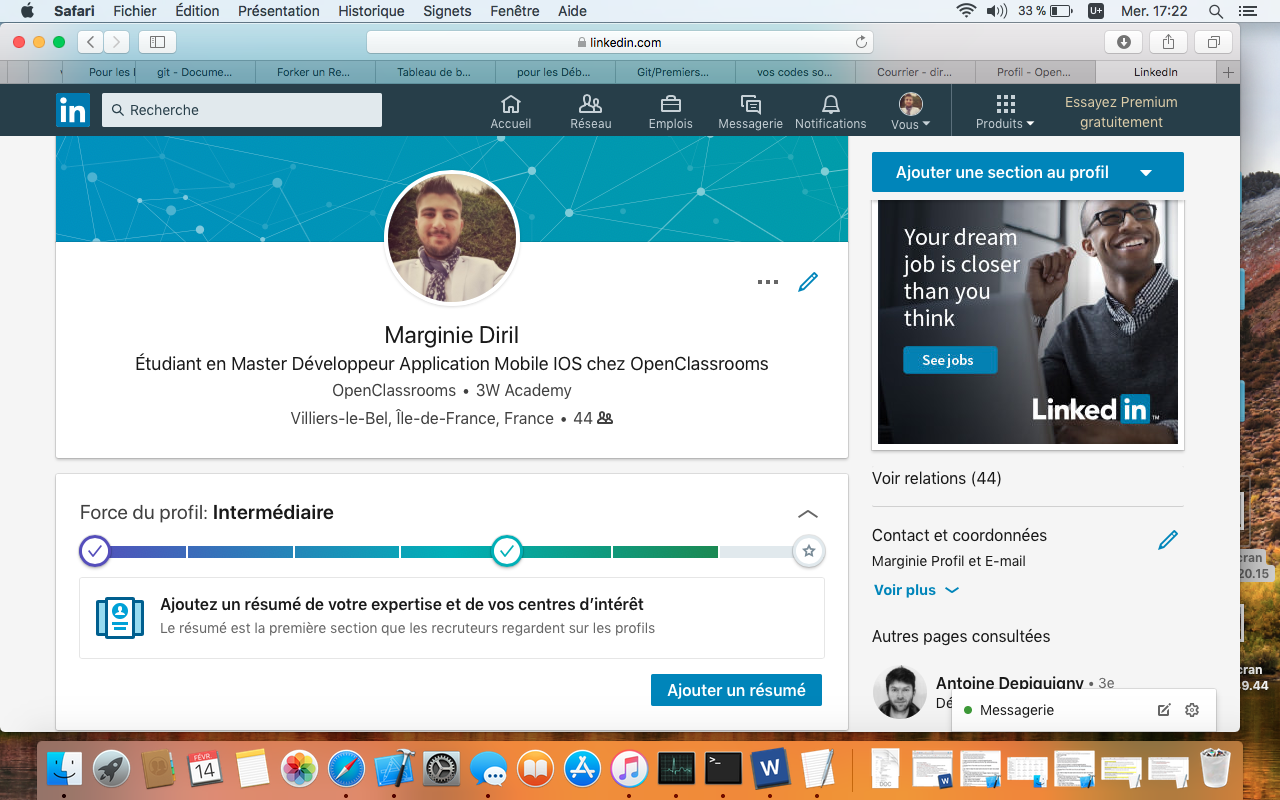 Safari Fichier Édition Présentation Historique Signets Fenêtre Aide 33 % U+ Mer. 17:22
linkedin.com
Pour les git - Docume... Forker un Re... Tableau de b... pour les Déb... Git/Premiers... vos codes so... Courrier - dir... Profil - Open... LinkedIn
in Recherche Accueil Réseau Emplois Messagerie Notifications Vous Produits
Essayez Premium
gratuitement
Marginie Diril
Étudiant en Master Développeur Application Mobile IOS chez OpenClassrooms
OpenClassrooms • 3W Academy
Villiers-le-Bel, Île-de-France, France • 44
Force du profil: Intermédiaire
Ajoutez un résumé de votre expertise et de vos centres d’intérêt
Le résumé est la première section que les recruteurs regardent sur les profils
Ajouter un résumé
Ajouter une section au profil
Your dream
job is closer
than you
think
See jobs
Linked in ™
Voir relations (44)
Contact et coordonnées
Marginie Profil et E-mail
Voir plus
Autres pages consultées
Antoine Depiquigny • 3e
Messagerie
cran
20.15
cran
9.44
FÉVR
14
W
DOC